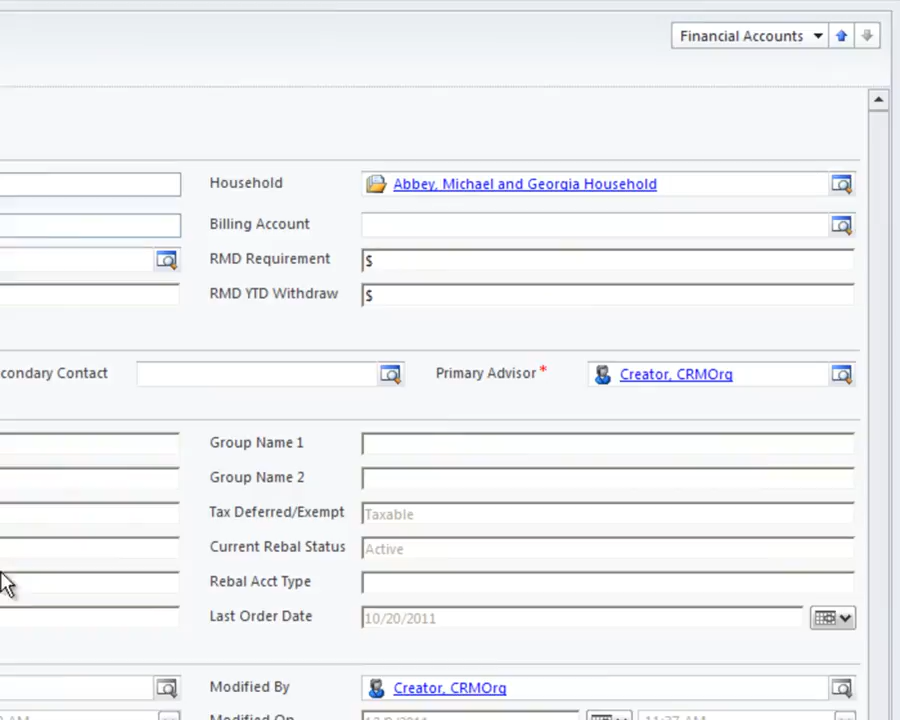 Financial Accounts
Household Abbey, Michael and Georgia Household
Billing Account
RMD Requirement $
RMD YTD Withdraw $
condary Contact Primary Advisor* Creator, CRMOrg
Group Name 1
Group Name 2
Tax Deferred/Exempt Taxable
Current Rebal Status Active
Rebal Acct Type
Last Order Date 10/20/2011
Modified By Creator, CRMOrg
Modified On